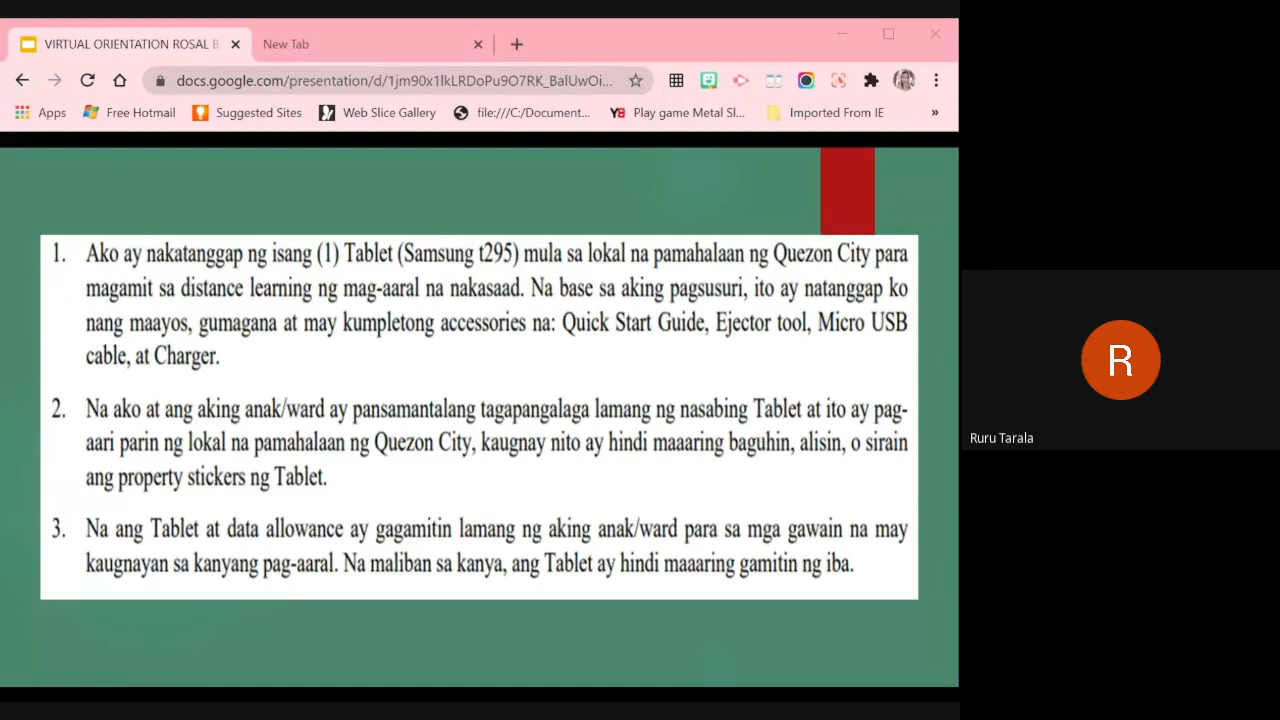 VIRTUAL ORIENTATION ROSAL B
New Tab
docs.google.com/presentation/d/1jm90x1lkLRDoPu9O7RK_BalUwOi...
Apps
Free Hotmail
Suggested Sites
Web Slice Gallery
file:///C:/Document...
Play game Metal Sl...
Imported From IE
»
1. Ako ay nakatanggap ng isang (1) Tablet (Samsung t295) mula sa lokal na pamahalaan ng Quezon City para
magamit sa distance learning ng mag-aaral na nakasaad. Na base sa aking pagsusuri, ito ay natanggap ko
nang maayos, gumagana at may kumpletong accessories na: Quick Start Guide, Ejector tool, Micro USB
cable, at Charger.
2. Na ako at ang aking anak/ward ay pansamantalang tagapangalaga lamang ng nasabing Tablet at ito ay pag-
aari parin ng lokal na pamahalaan ng Quezon City, kaugnay nito ay hindi maaaring baguhin, alisin, o sirain
ang property stickers ng Tablet.
3. Na ang Tablet at data allowance ay gagamitin lamang ng aking anak/ward para sa mga gawain na may
kaugnayan sa kanyang pag-aaral. Na maliban sa kanya, ang Tablet ay hindi maaaring gamitin ng iba.
R
Ruru Tarala